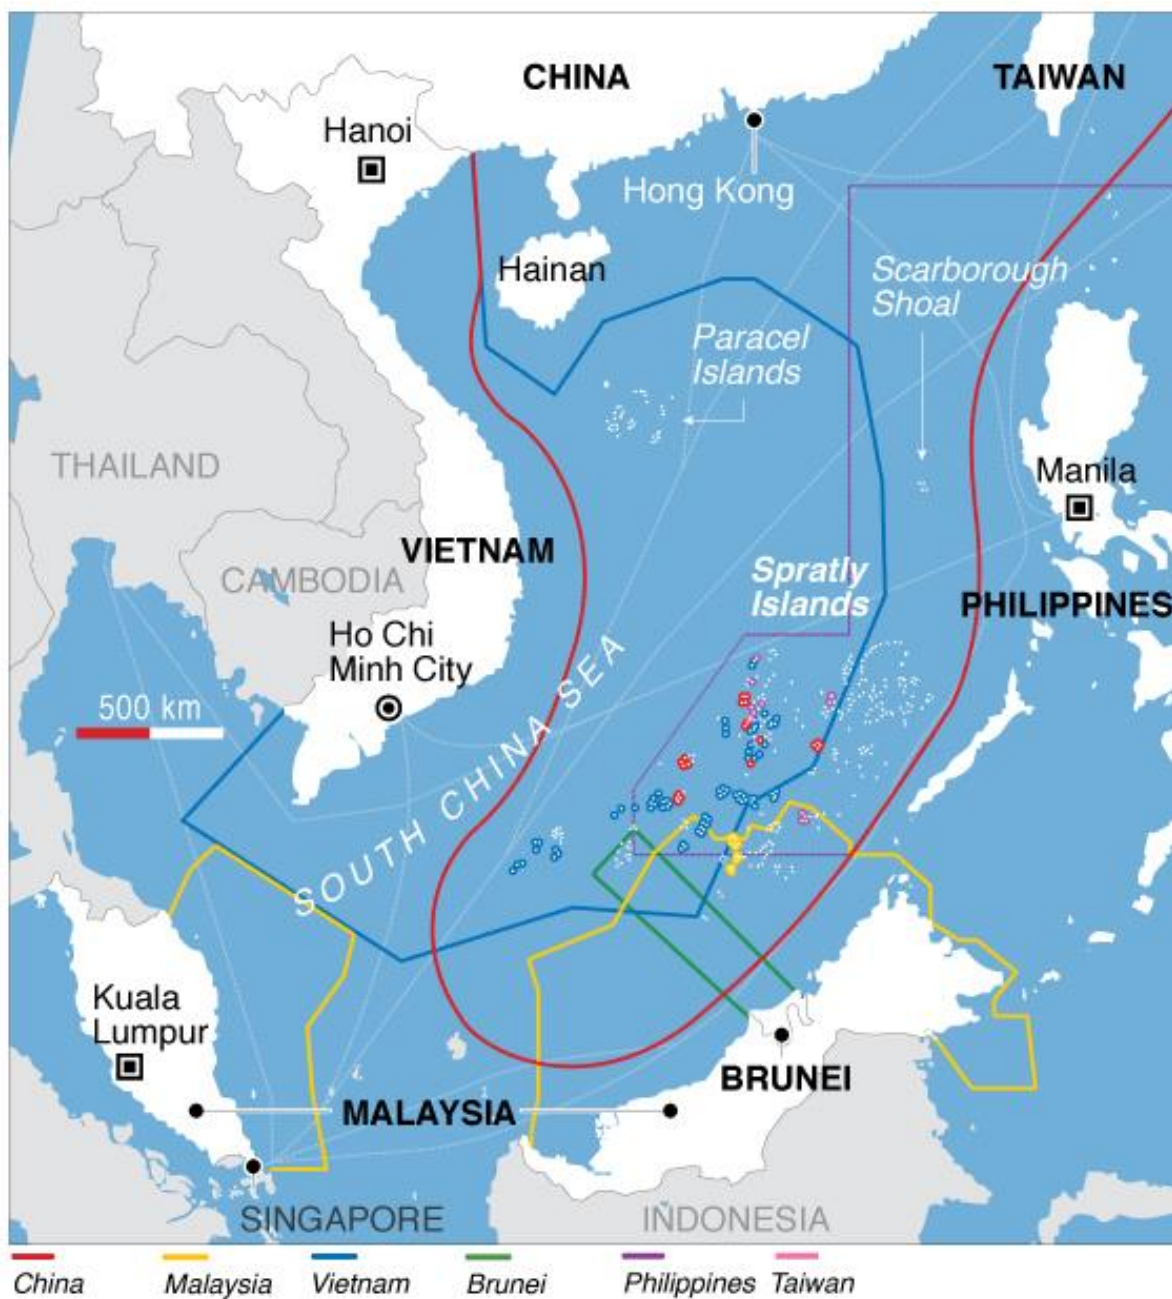 CHINA
TAIWAN
Hanoi
Hong Kong
Hainan
Scarborough
Shoal
Paracel
Islands
THAILAND
Manila
VIETNAM
CAMBODIA
Spratly
Islands
PHILIPPINES
Ho Chi
Minh City
500 km
SOUTH CHINA SEA
Kuala
Lumpur
BRUNEI
MALAYSIA
SINGAPORE
INDONESIA
China
Malaysia
Vietnam
Brunei
Philippines
Taiwan